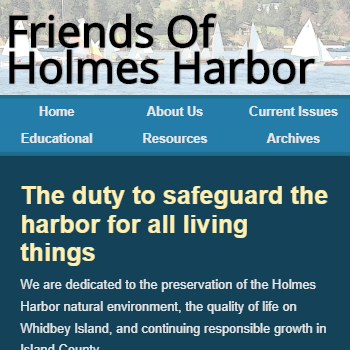 Friends Of
Holmes Harbor
Home About Us Current Issues
Educational Resources Archives
The duty to safeguard the
harbor for all living
things
We are dedicated to the preservation of the Holmes
Harbor natural environment, the quality of life on
Whidbey Island, and continuing responsible growth in
Island County